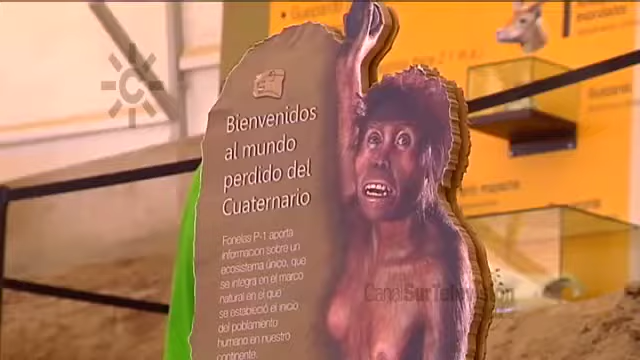 Bienvenidos
al mundo
perdido del
Cuaternario
Fonelas P-1 aporta
información sobre un
ecosistema único, que
se integra en el marco
natural en el que
se estableció el inicio
del poblamiento
humano en nuestro
continente.
CanalSurTelevisión